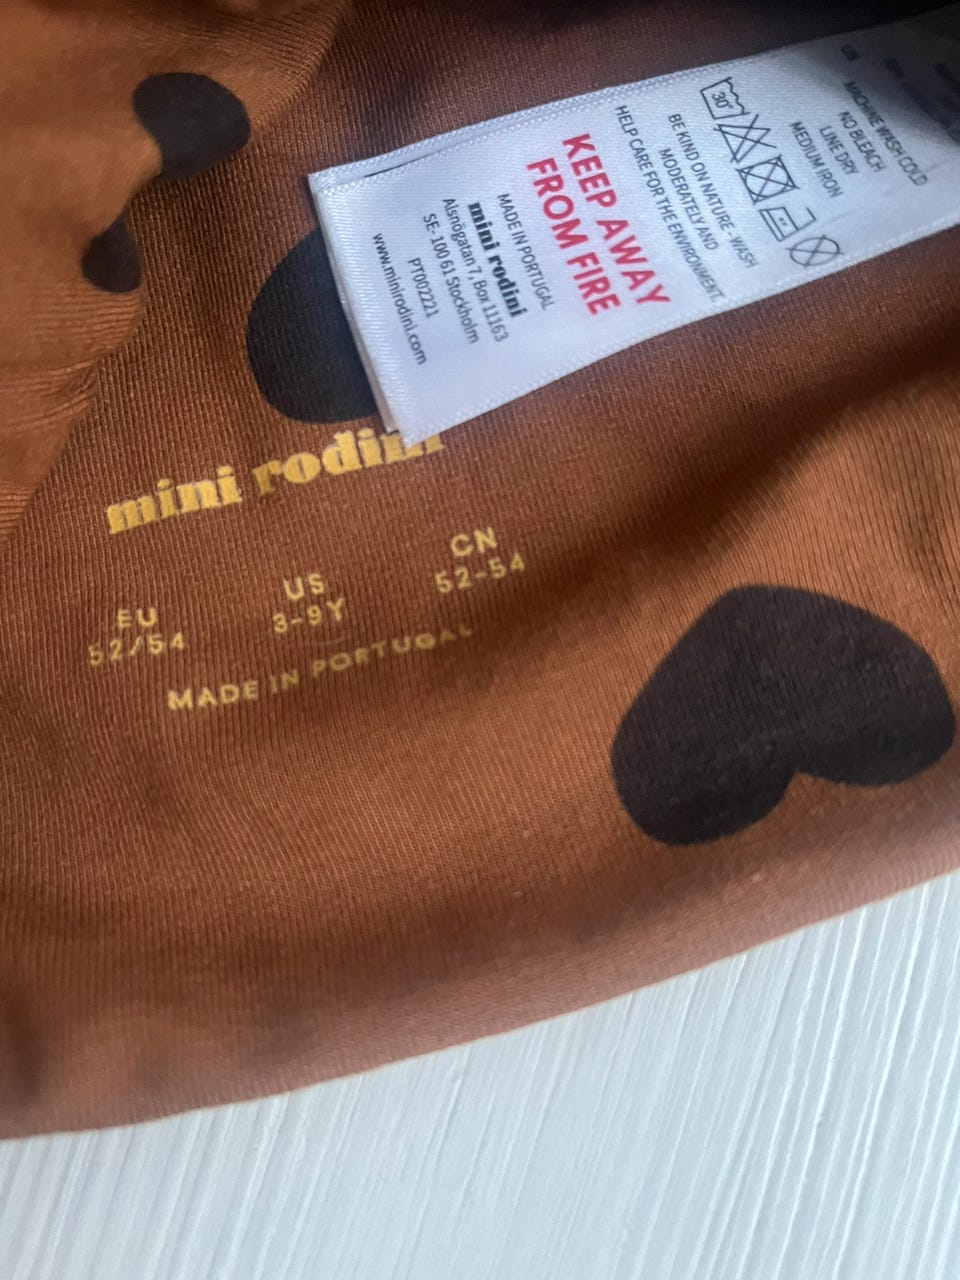 US
MACHINE WASH COLD
NO BLEACH
LINE DRY
MEDIUM IRON
30°
BE KIND ON NATURE - WASH
MODERATELY AND
HELP CARE FOR THE ENVIRONMENT.
KEEP AWAY
FROM FIRE
MADE IN PORTUGAL
mini rodini
Alsnögatan 7, Box 11163
SE-100 61 Stockholm
PT002221
www.minirodini.com
mini rodini
EU
52/54
US
3-9Y
CN
52-54
MADE IN PORTUGAL